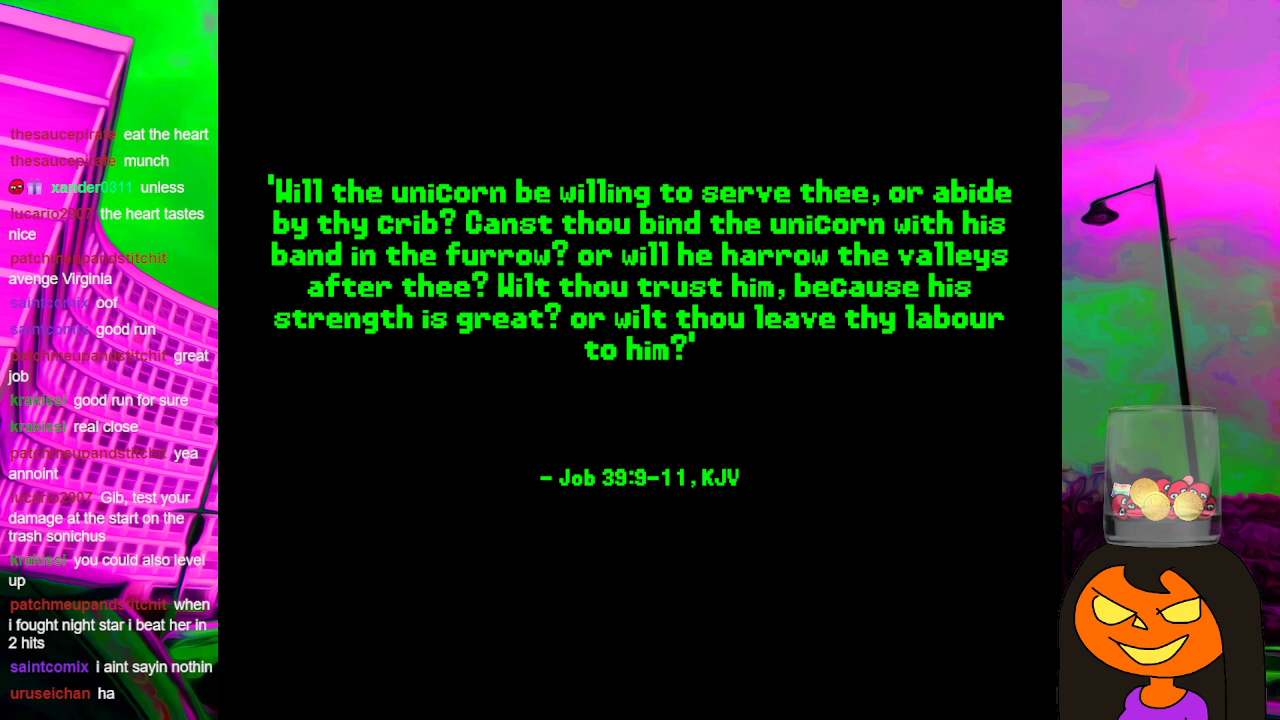 thesaucepirate eat the heart
thesaucepirate munch
xander0311 unless
lucario2907 the heart tastes
nice
patchmeupandstitchit
avenge Virginia
saintcomix oof
saintcomix good run
patchmeupandstitchit great
job
krakissi good run for sure
krakissi real close
patchmeupandstitchit yea
annoint
lucario2907 Gib, test your
damage at the start on the
trash sonichus
krakissi you could also level
up
patchmeupandstitchit when
i fought night star i beat her in
2 hits
saintcomix i aint sayin nothin
uruseichan ha
'Will the unicorn be willing to serve thee, or abide
by thy crib? Canst thou bind the unicorn with his
band in the furrow? or will he harrow the valleys
after thee? Wilt thou trust him, because his
strength is great? or wilt thou leave thy labour
to him?'
- Job 39:9-11, KJV